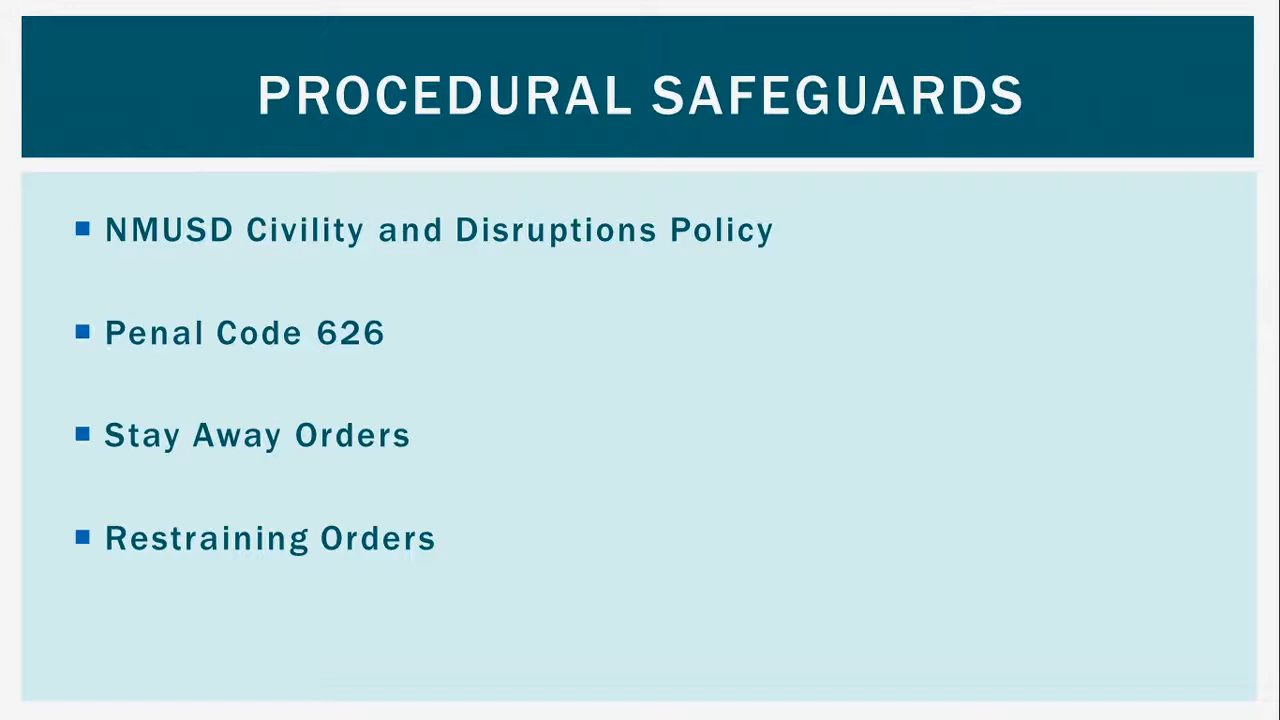 PROCEDURAL SAFEGUARDS
NMUSD Civility and Disruptions Policy
Penal Code 626
Stay Away Orders
Restraining Orders